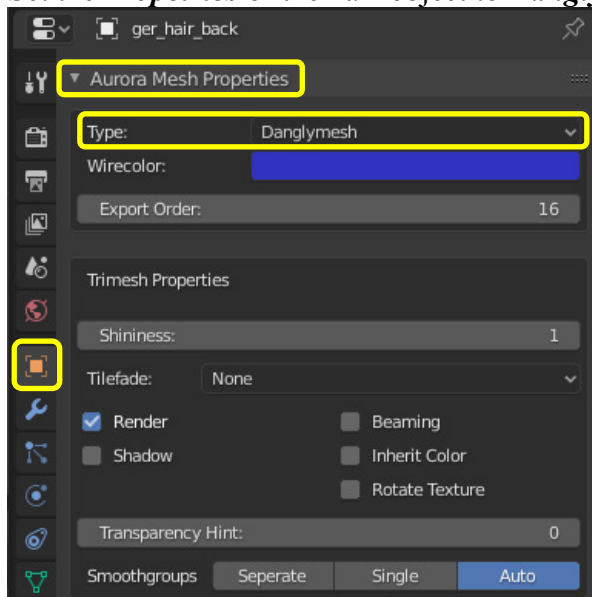 ger_hair_back
Aurora Mesh Properties
Type: Danglymesh
Wirecolor:
Export Order: 16
Trimesh Properties
Shininess: 1
Tilefade: None
Render Beaming
Shadow Inherit Color
Rotate Texture
Transparency Hint: 0
Smoothgroups Seperate Single Auto